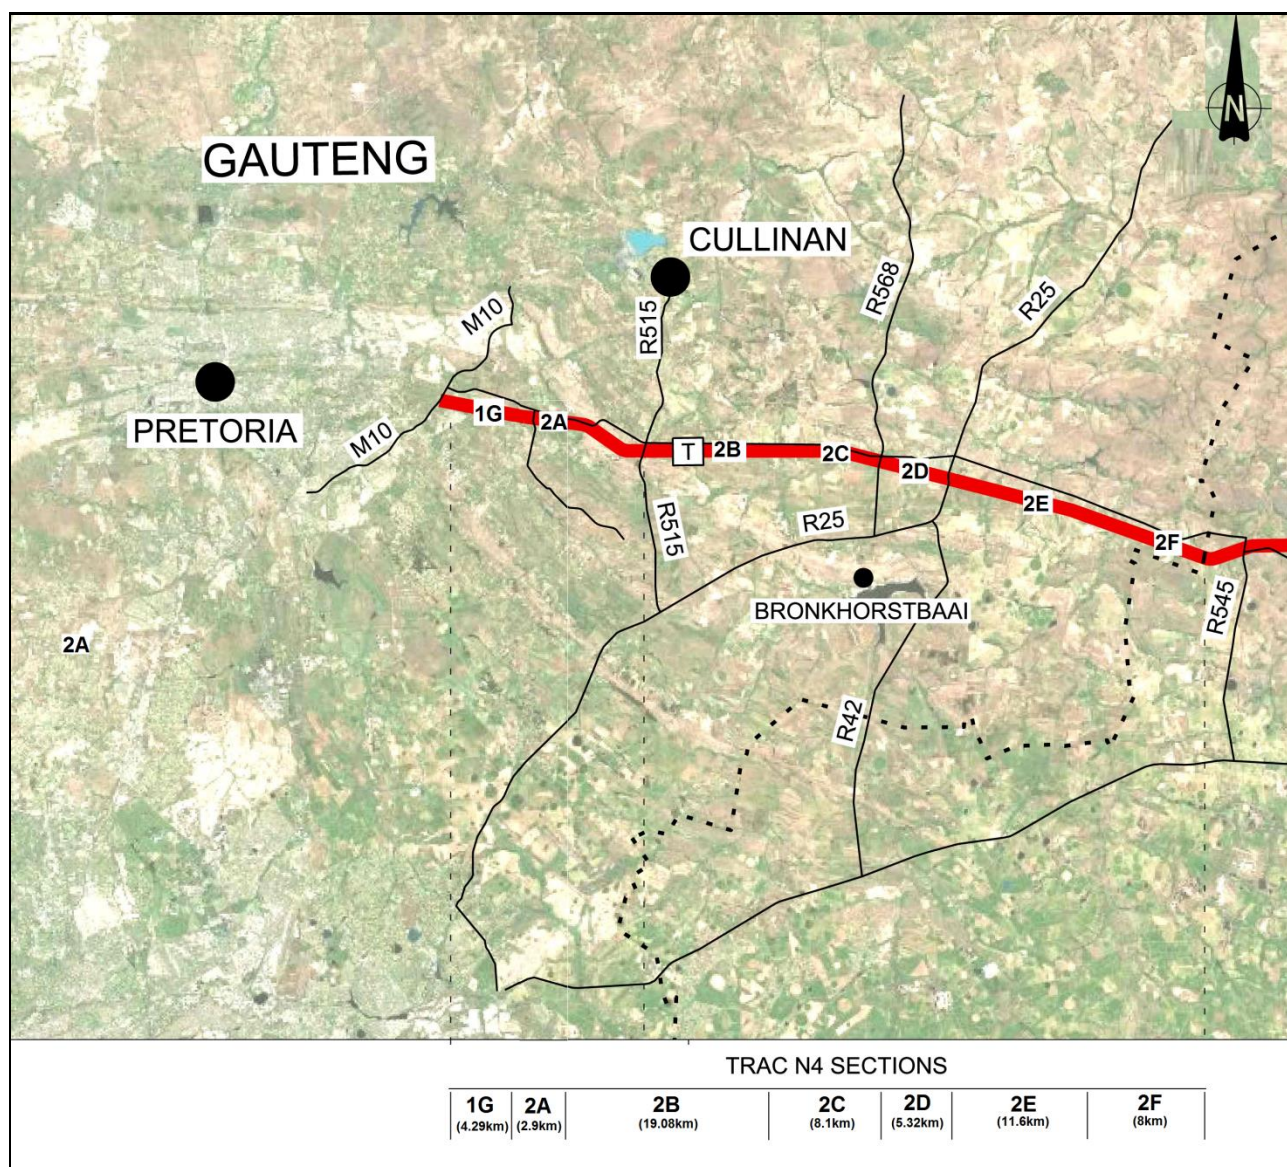 N
GAUTENG
CULLINAN
R568
R25
M10
R515
PRETORIA
M10
1G
2A
T
2B
2C
2D
2E
2F
R515
R25
BRONKHORSTBAAI
R545
2A
R42
TRAC N4 SECTIONS
1G 2A 2B 2C 2D 2E 2F
(4.29km) (2.9km) (19.08km) (8.1km) (5.32km) (11.6km) (8km)